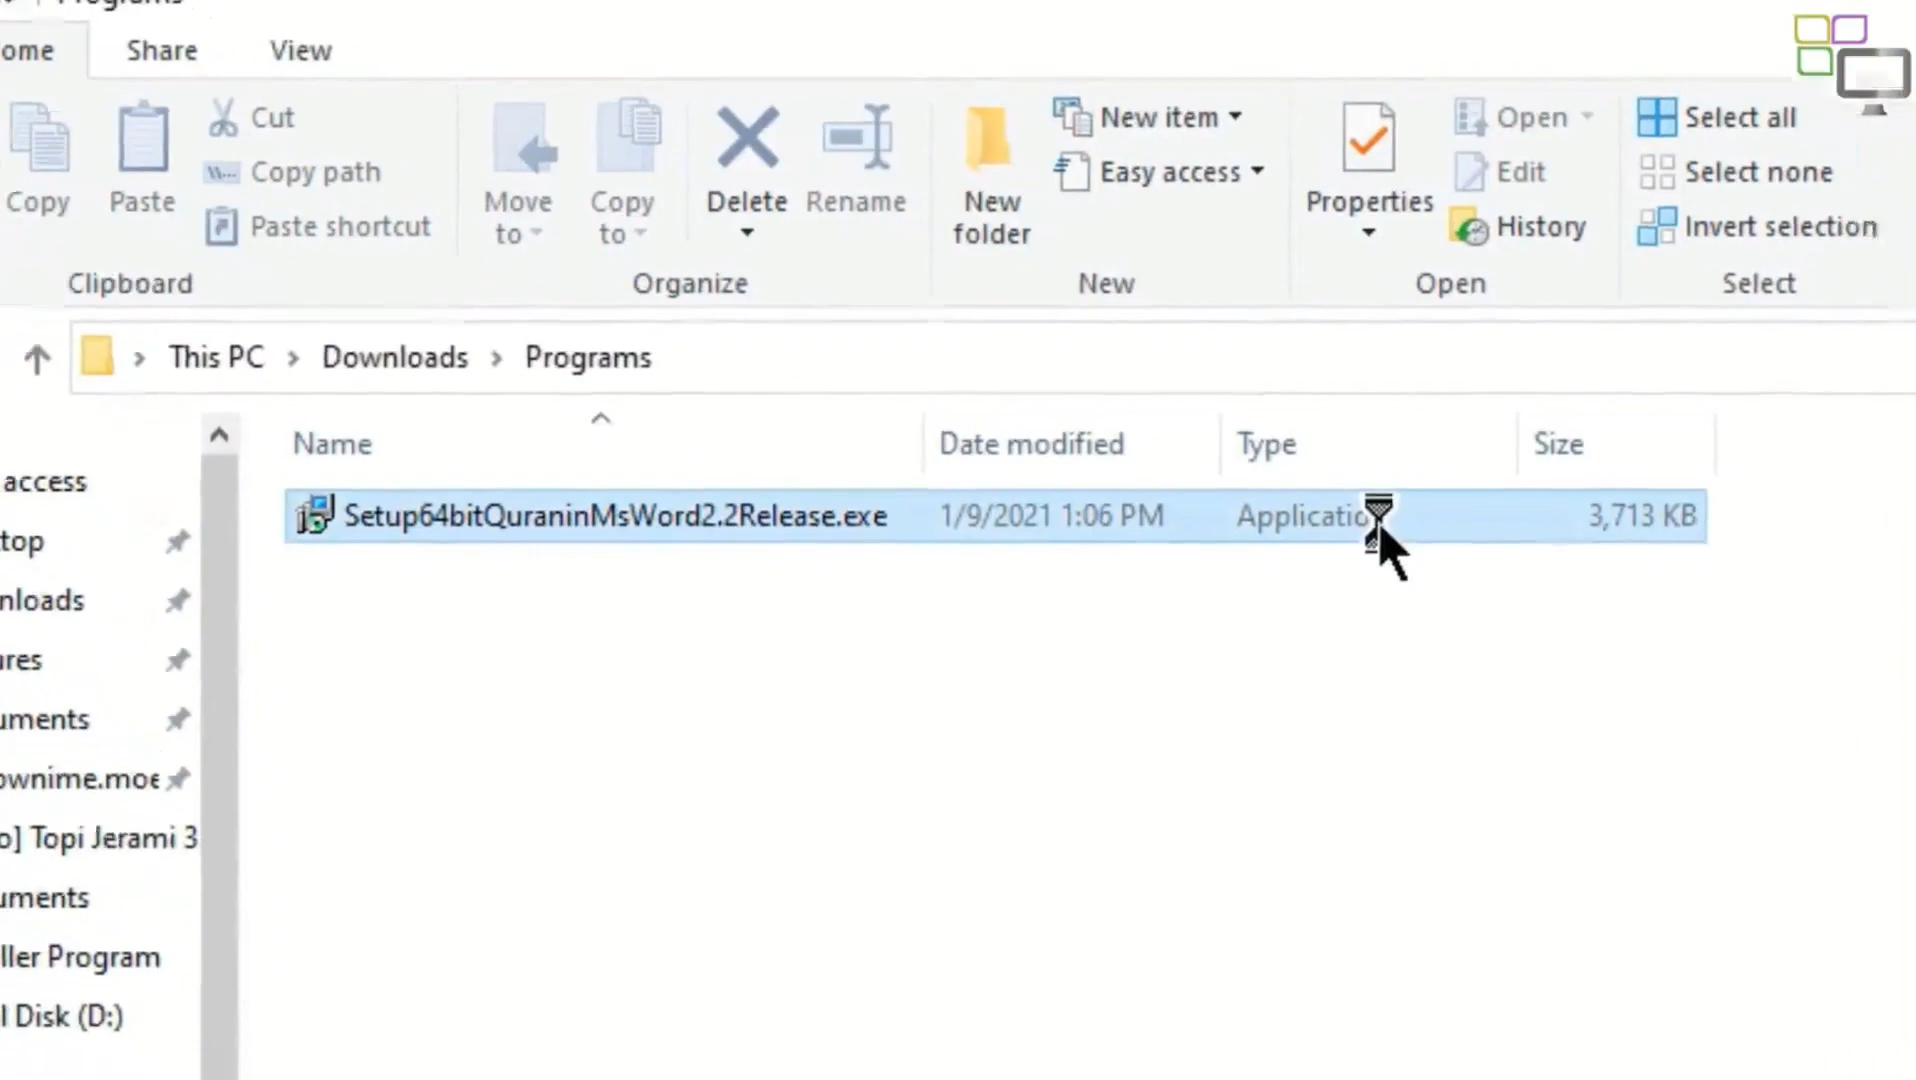 Programs
ome
Share
View
Copy
Paste
Cut
Copy path
Paste shortcut
Clipboard
Move to
Copy to
Delete
Rename
Organize
New folder
New item
Easy access
New
Properties
Open
Edit
History
Open
Select all
Select none
Invert selection
Select
This PC
Downloads
Programs
Name
Date modified
Type
Size
Setup64bitQuraninMsWord2.2Release.exe
1/9/2021 1:06 PM
Applicatio
3,713 KB
access
top
nloads
ures
uments
ownime.moe
o] Topi Jerami 3
uments
ller Program
l Disk (D:)